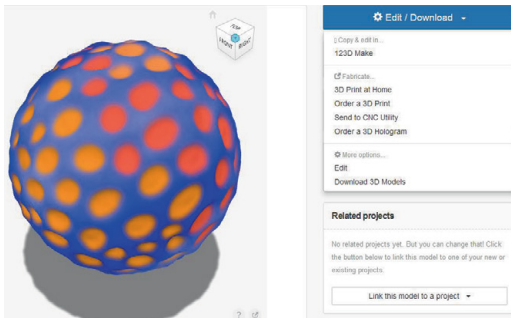 TOP
FRONT
RIGHT
?
Edit / Download
Copy & edit in...
123D Make
Fabricate...
3D Print at Home
Order a 3D Print
Send to CNC Utility
Order a 3D Hologram
More options...
Edit
Download 3D Models
Related projects
No related projects yet. But you can change that! Click
the button below to link this model to one of your new or
existing projects.
Link this model to a project